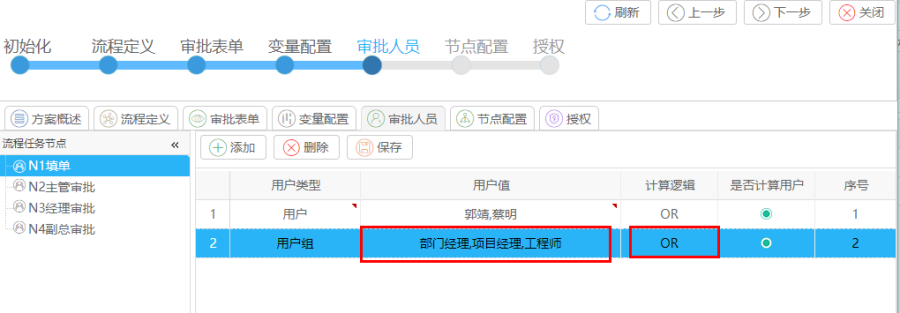 刷新 上一步 下一步 关闭
初始化 流程定义 审批表单 变量配置 审批人员 节点配置 授权
方案概述 流程定义 审批表单 变量配置 审批人员 节点配置 授权
流程任务节点 «
N1填单
N2主管审批
N3经理审批
N4副总审批
添加 删除 保存
用户类型 用户值 计算逻辑 是否计算用户 序号
1 用户 郭靖,蔡明 OR 1
2 用户组 部门经理,项目经理,工程师 OR 2